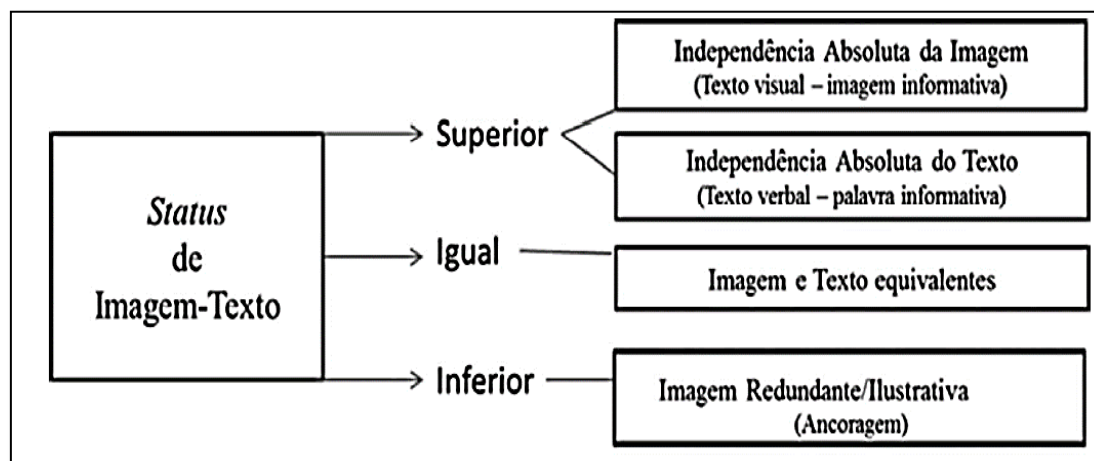 Status
de
Imagem-Texto
Superior
Independência Absoluta da Imagem
(Texto visual – imagem informativa)
Independência Absoluta do Texto
(Texto verbal – palavra informativa)
Igual
Imagem e Texto equivalentes
Inferior
Imagem Redundante/Ilustrativa
(Ancoragem)